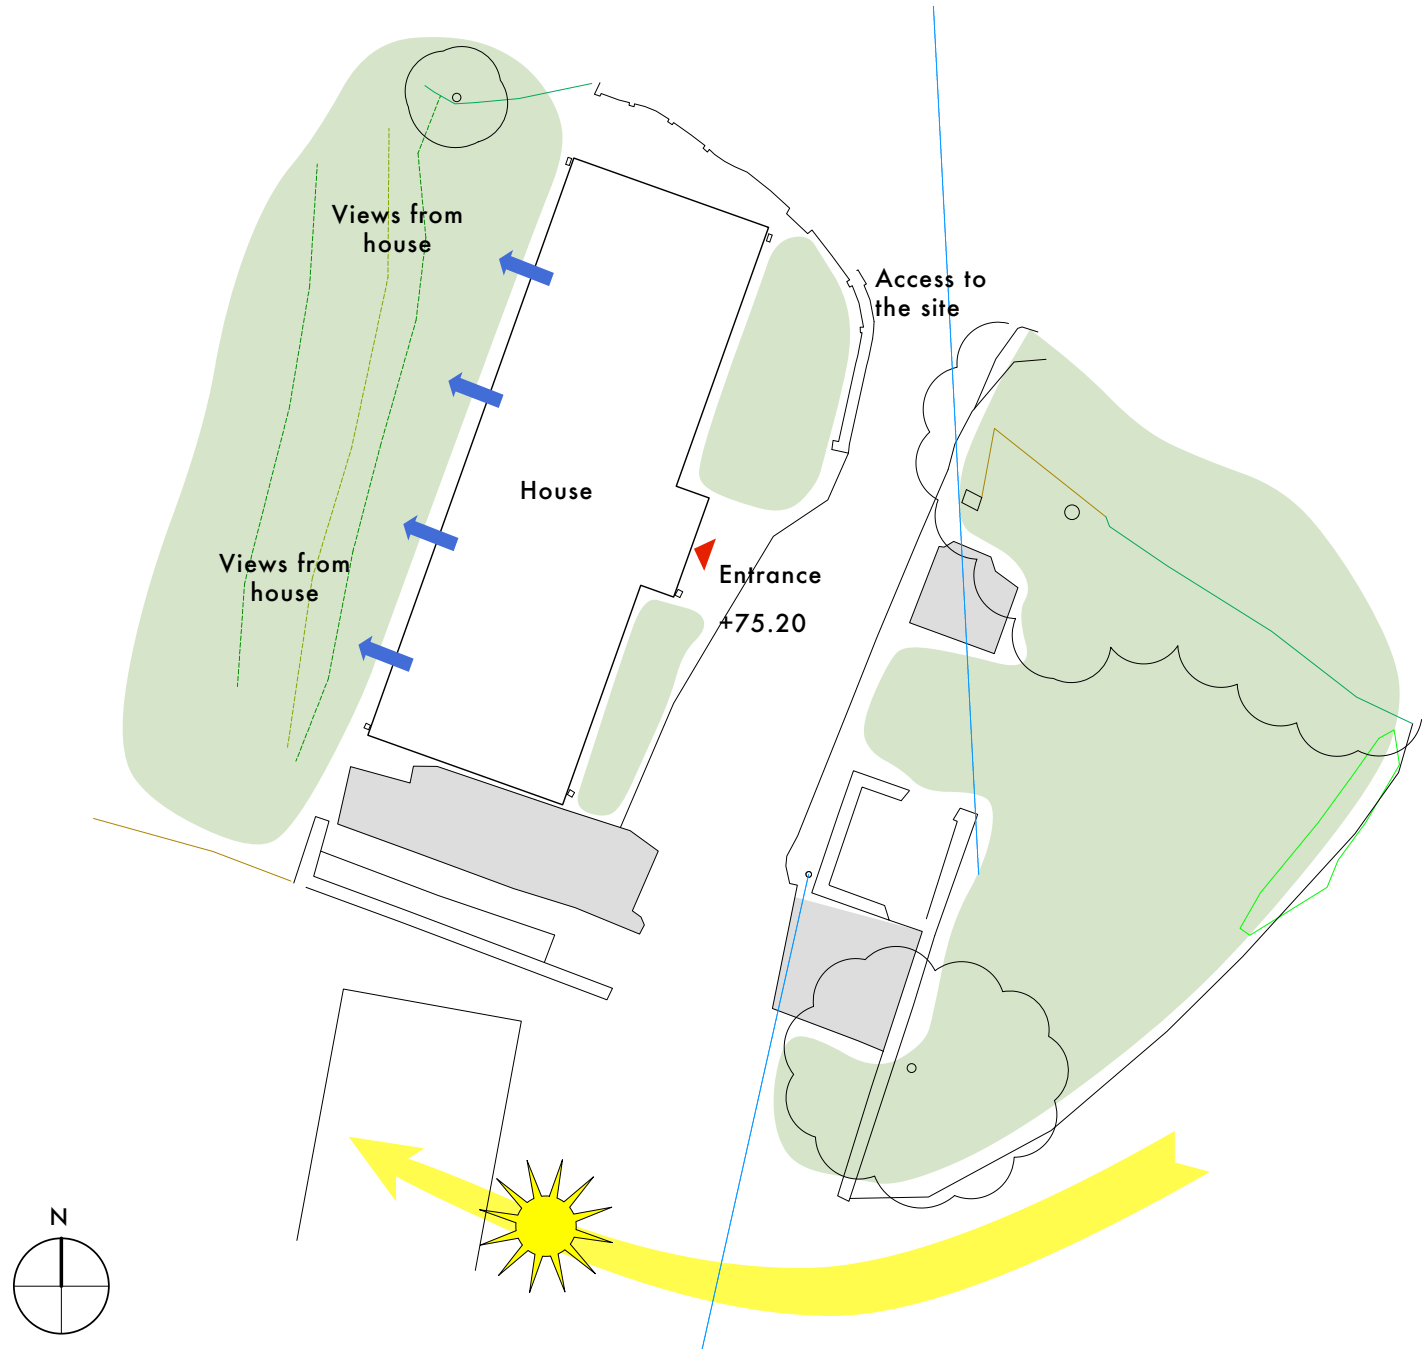 Views from
house
Access to
the site
House
Views from
house
Entrance
+75.20
N